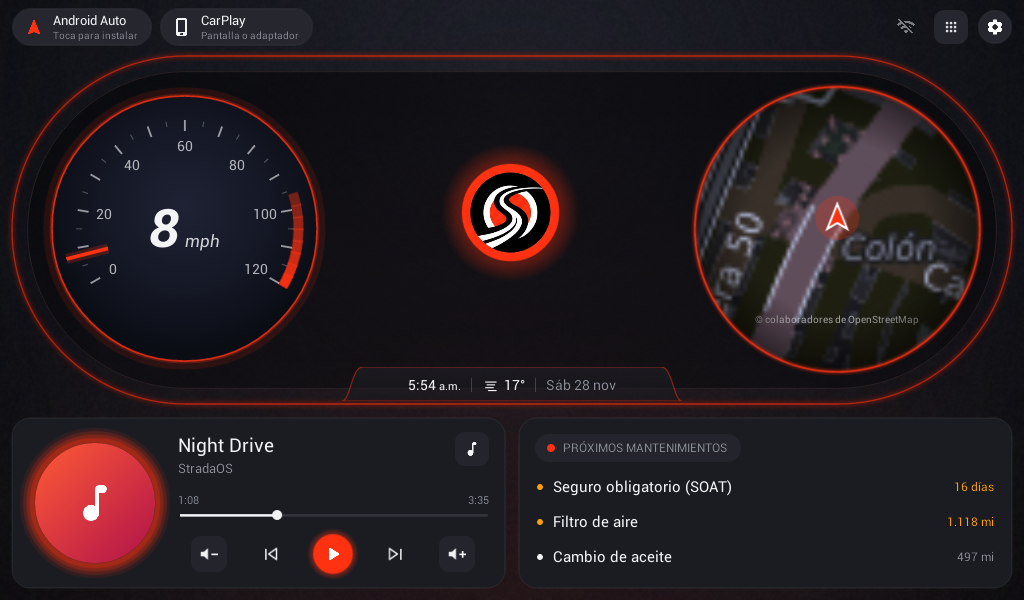 Android Auto
Toca para instalar
CarPlay
Pantalla o adaptador
60
40
80
20
100
0
120
8 mph
ra 50
Colón
Ca
© colaboradores de OpenStreetMap
5:54 a.m.
17°
Sáb 28 nov
Night Drive
StradaOS
1:08
3:35
PRÓXIMOS MANTENIMIENTOS
Seguro obligatorio (SOAT)
16 días
Filtro de aire
1.118 mi
Cambio de aceite
497 mi